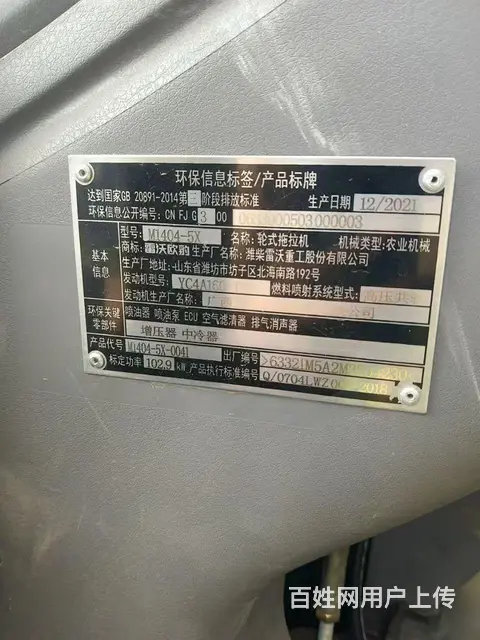 环保信息标签/产品标牌
达到国家GB 20891-2014第三阶段排放标准 生产日期 12/2021
环保信息公开编号: CN FJ G3 00 000503000003
基本信息
型号: M1404-5X 名称: 轮式拖拉机 机械类型: 农业机械
商标: 雷沃欧豹 生产厂名称: 潍柴雷沃重工股份有限公司
生产厂地址: 山东省潍坊市坊子区北海南路192号
发动机型号: YC4A16 燃料喷射系统型式: 高压共轨
发动机生产厂名称:
环保关键零部件
喷油器 喷油泵 ECU 空气滤清器 排气消声器
增压器 中冷器
产品代号 M1404-5X-0041 出厂编号
标定功率 102.9 kW 产品执行标准编号 Q/0704LWZ 2018
百姓网用户上传